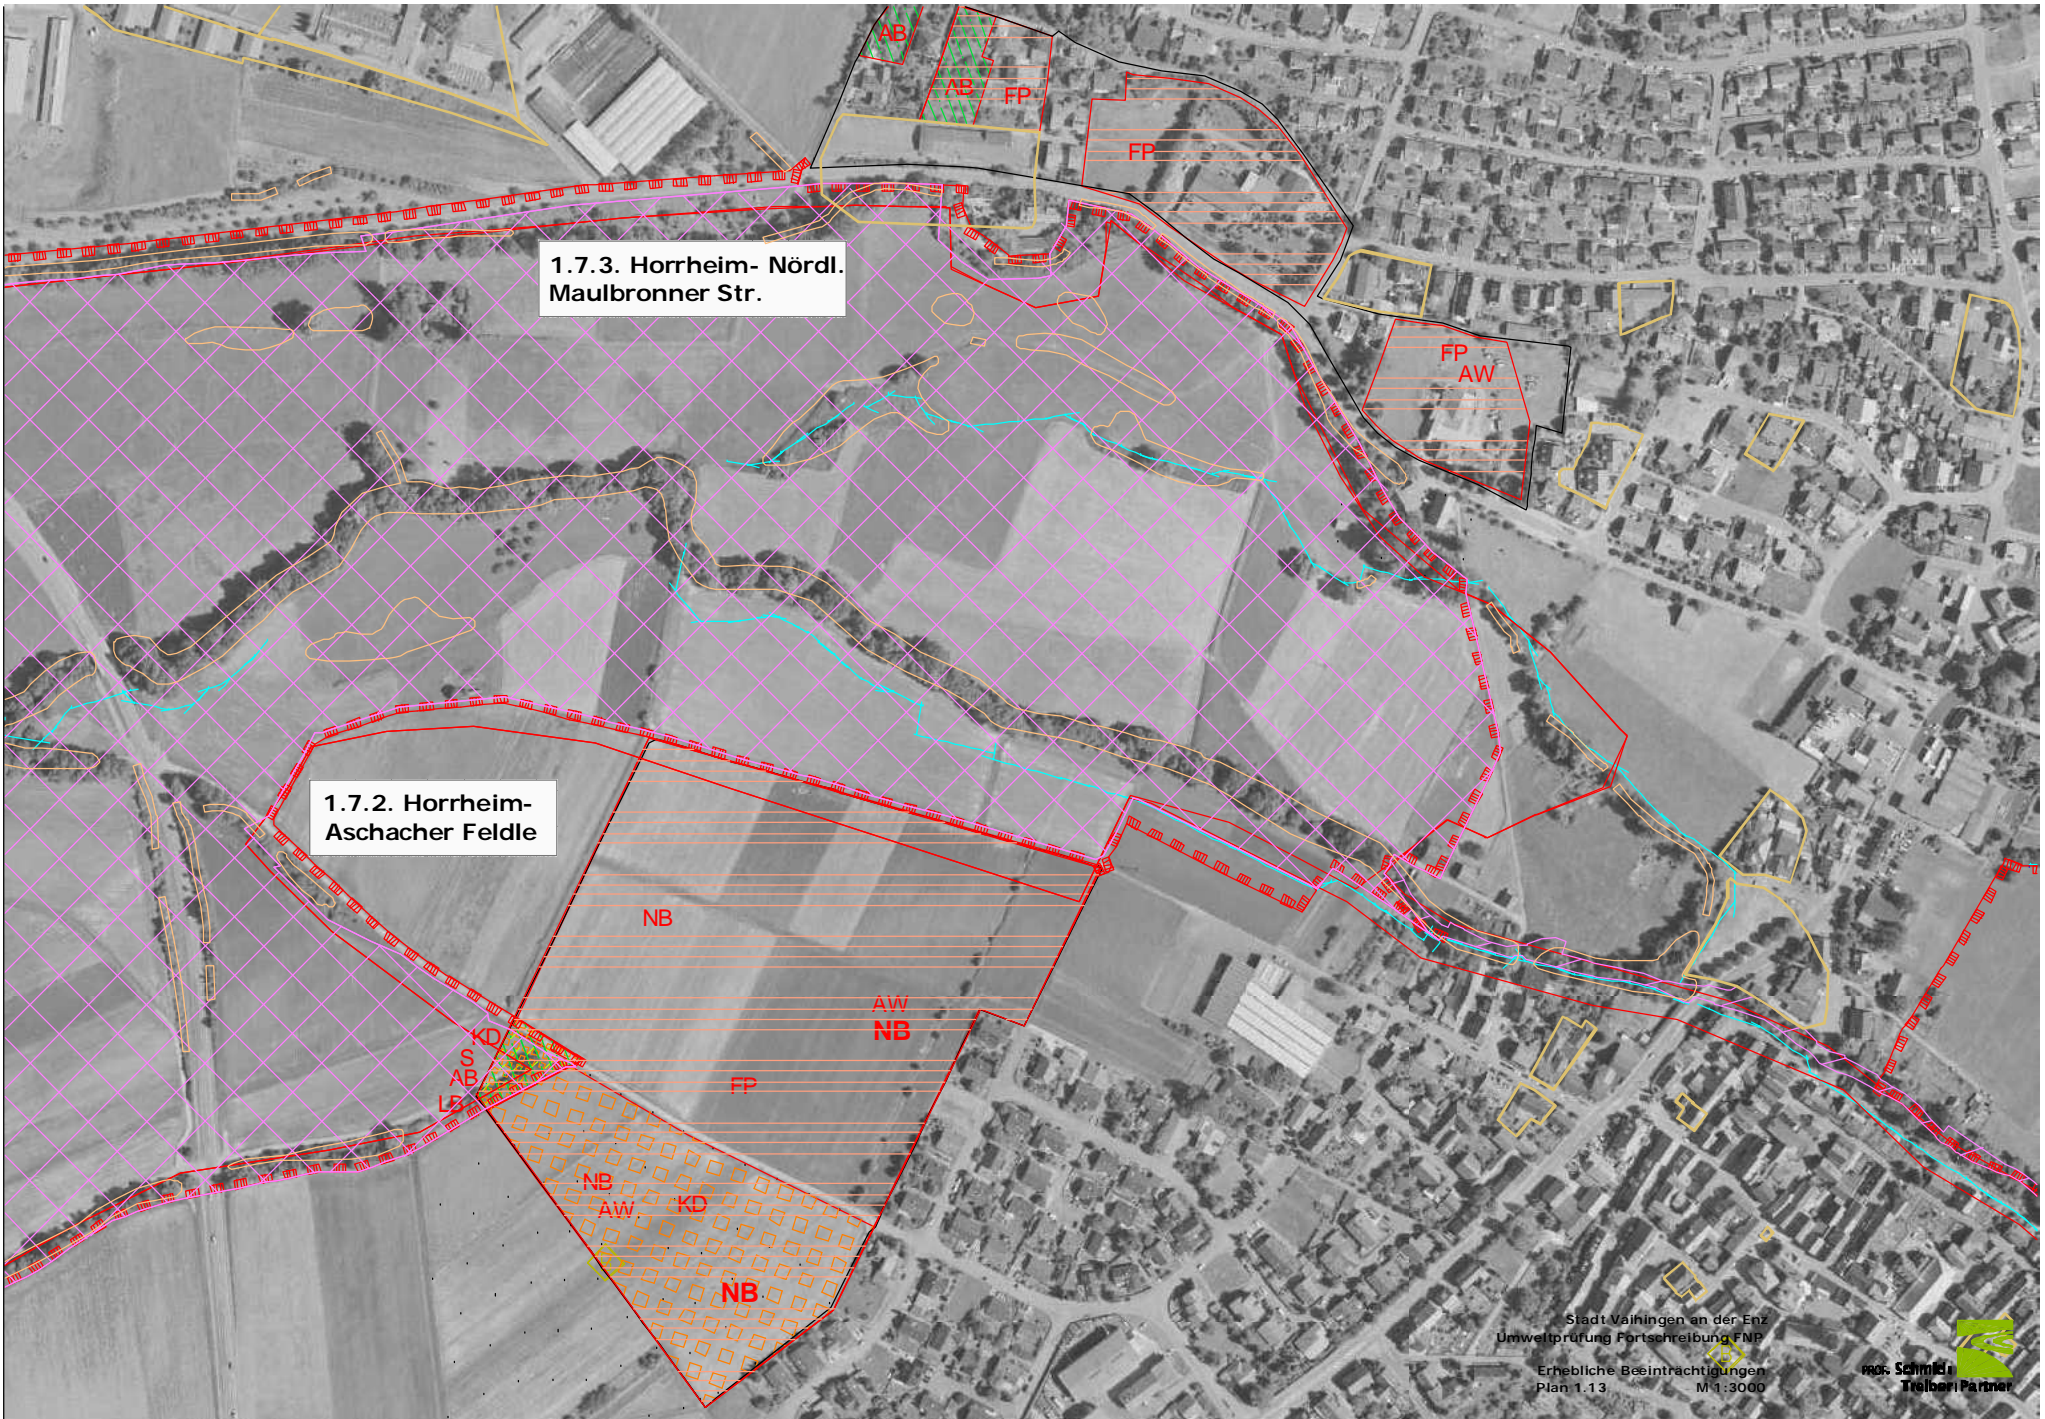 AB
AB
FP
FP
1.7.3. Horrheim- Nördl.
Maulbronner Str.
FP
AW
1.7.2. Horrheim-
Aschacher Feldle
NB
AW
NB
KD
S
AB
LB
FP
NB
AW
KD
NB
Stadt Vaihingen an der Enz
Umweltprüfung Fortschreibung FNP
Erhebliche Beeinträchtigungen
Plan 1.13 M 1:3000
PROF. Schmid
Treiber Partner